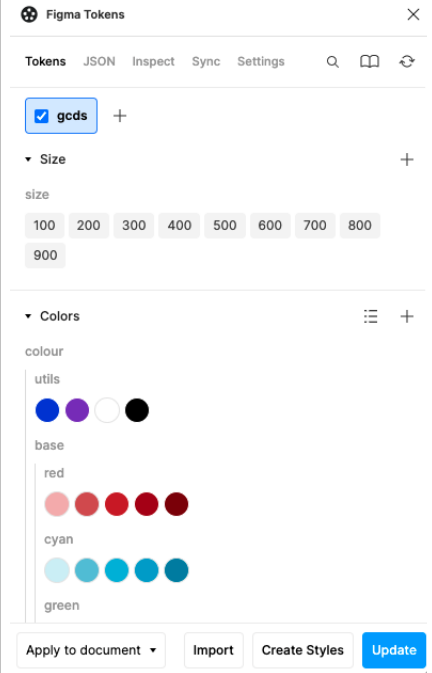 Figma Tokens
Tokens JSON Inspect Sync Settings
gcds
Size
size
100 200 300 400 500 600 700 800
900
Colors
colour
utils
base
red
cyan
green
Apply to document Import Create Styles Update